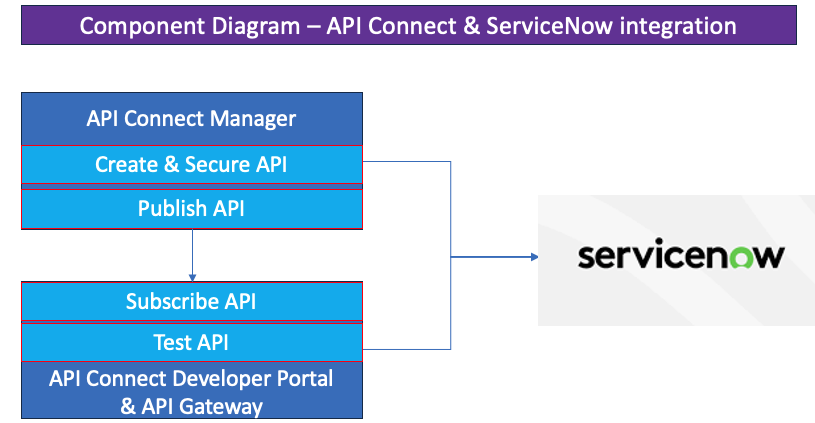 Component Diagram – API Connect & ServiceNow integration
API Connect Manager
Create & Secure API
Publish API
servicenow
Subscribe API
Test API
API Connect Developer Portal
& API Gateway